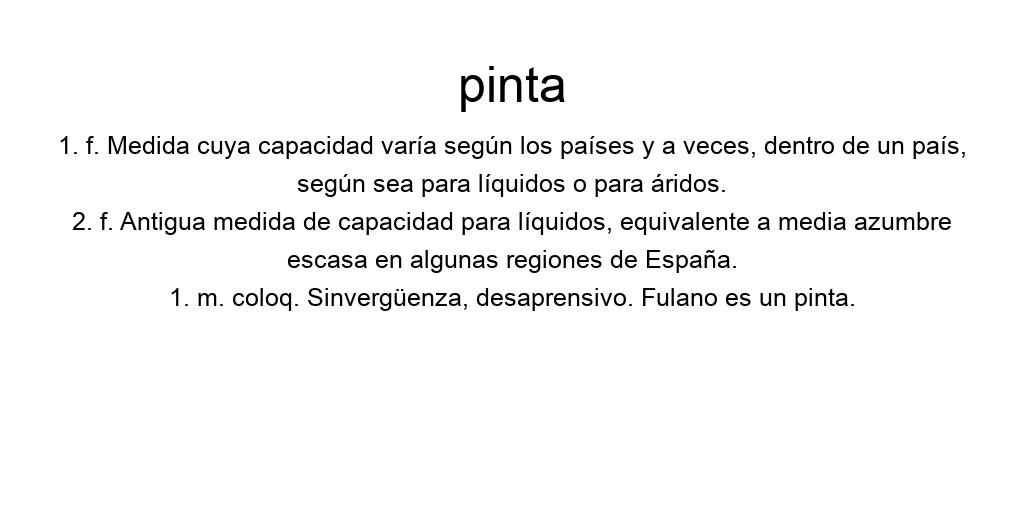 pinta
1. f. Medida cuya capacidad varía según los países y a veces, dentro de un país,
según sea para líquidos o para áridos.
2. f. Antigua medida de capacidad para líquidos, equivalente a media azumbre
escasa en algunas regiones de España.
1. m. coloq. Sinvergüenza, desaprensivo. Fulano es un pinta.